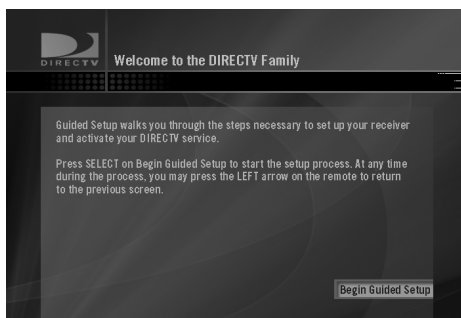 DIRECTV
Welcome to the DIRECTV Family
Guided Setup walks you through the steps necessary to set up your receiver
and activate your DIRECTV service.
Press SELECT on Begin Guided Setup to start the setup process. At any time
during the process, you may press the LEFT arrow on the remote to return
to the previous screen.
Begin Guided Setup